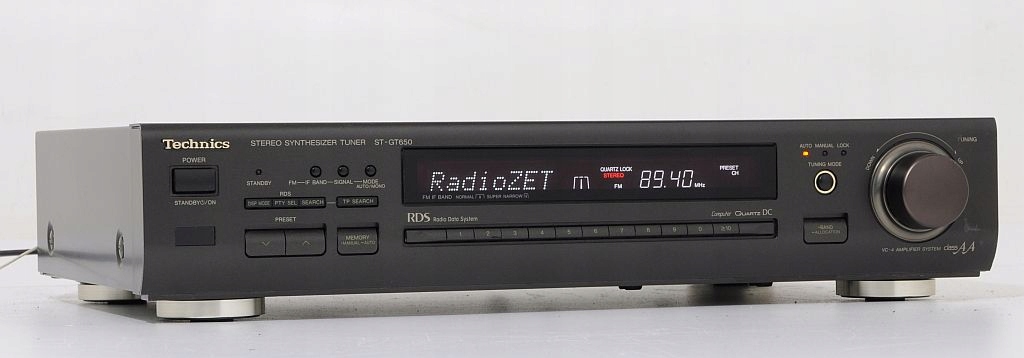 Technics
STEREO SYNTHESIZER TUNER ST-GT650
POWER
STANDBY
STANDBY /ON
FM IF BAND SIGNAL MODE
AUTO/MONO
RDS
DISP MODE PTY SEL SEARCH TP SEARCH
PRESET
MEMORY
MANUAL AUTO
RadioZET
QUARTZ LOCK
STEREO
FM
89.40 MHz
PRESET
CH
FM IF BAND NORMAL SUPER NARROW
RDS Radio Data System
Computer QUARTZ DC
1 2 3 4 5 6 7 8 9 0 ≥10
AUTO MANUAL LOCK
TUNING MODE
BAND
ALLOCATION
TUNING
DOWN
UP
VC-4 AMPLIFIER SYSTEM class AA